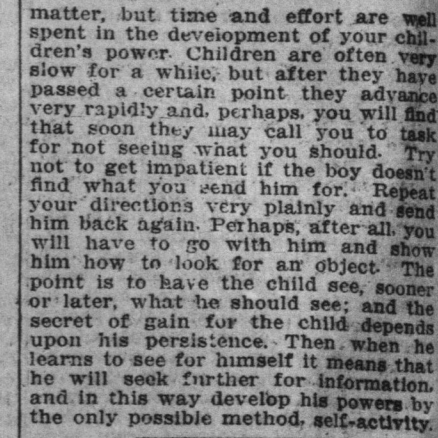 matter, but time and effort are well
spent in the development of your chil-
dren's power. Children are often very
slow for a while, but after they have
passed a certain point they advance
very rapidly and, perhaps, you will find
that soon they may call you to task
for not seeing what you should. Try
not to get impatient if the boy doesn't
find what you send him for. Repeat
your directions very plainly and send
him back again. Perhaps, after all, you
will have to go with him and show
him how to look for an object. The
point is to have the child see, sooner
or later, what he should see; and the
secret of gain for the child depends
upon his persistence. Then when he
learns to see for himself it means that
he will seek further for information,
and in this way develop his powers by
the only possible method, self-activity.